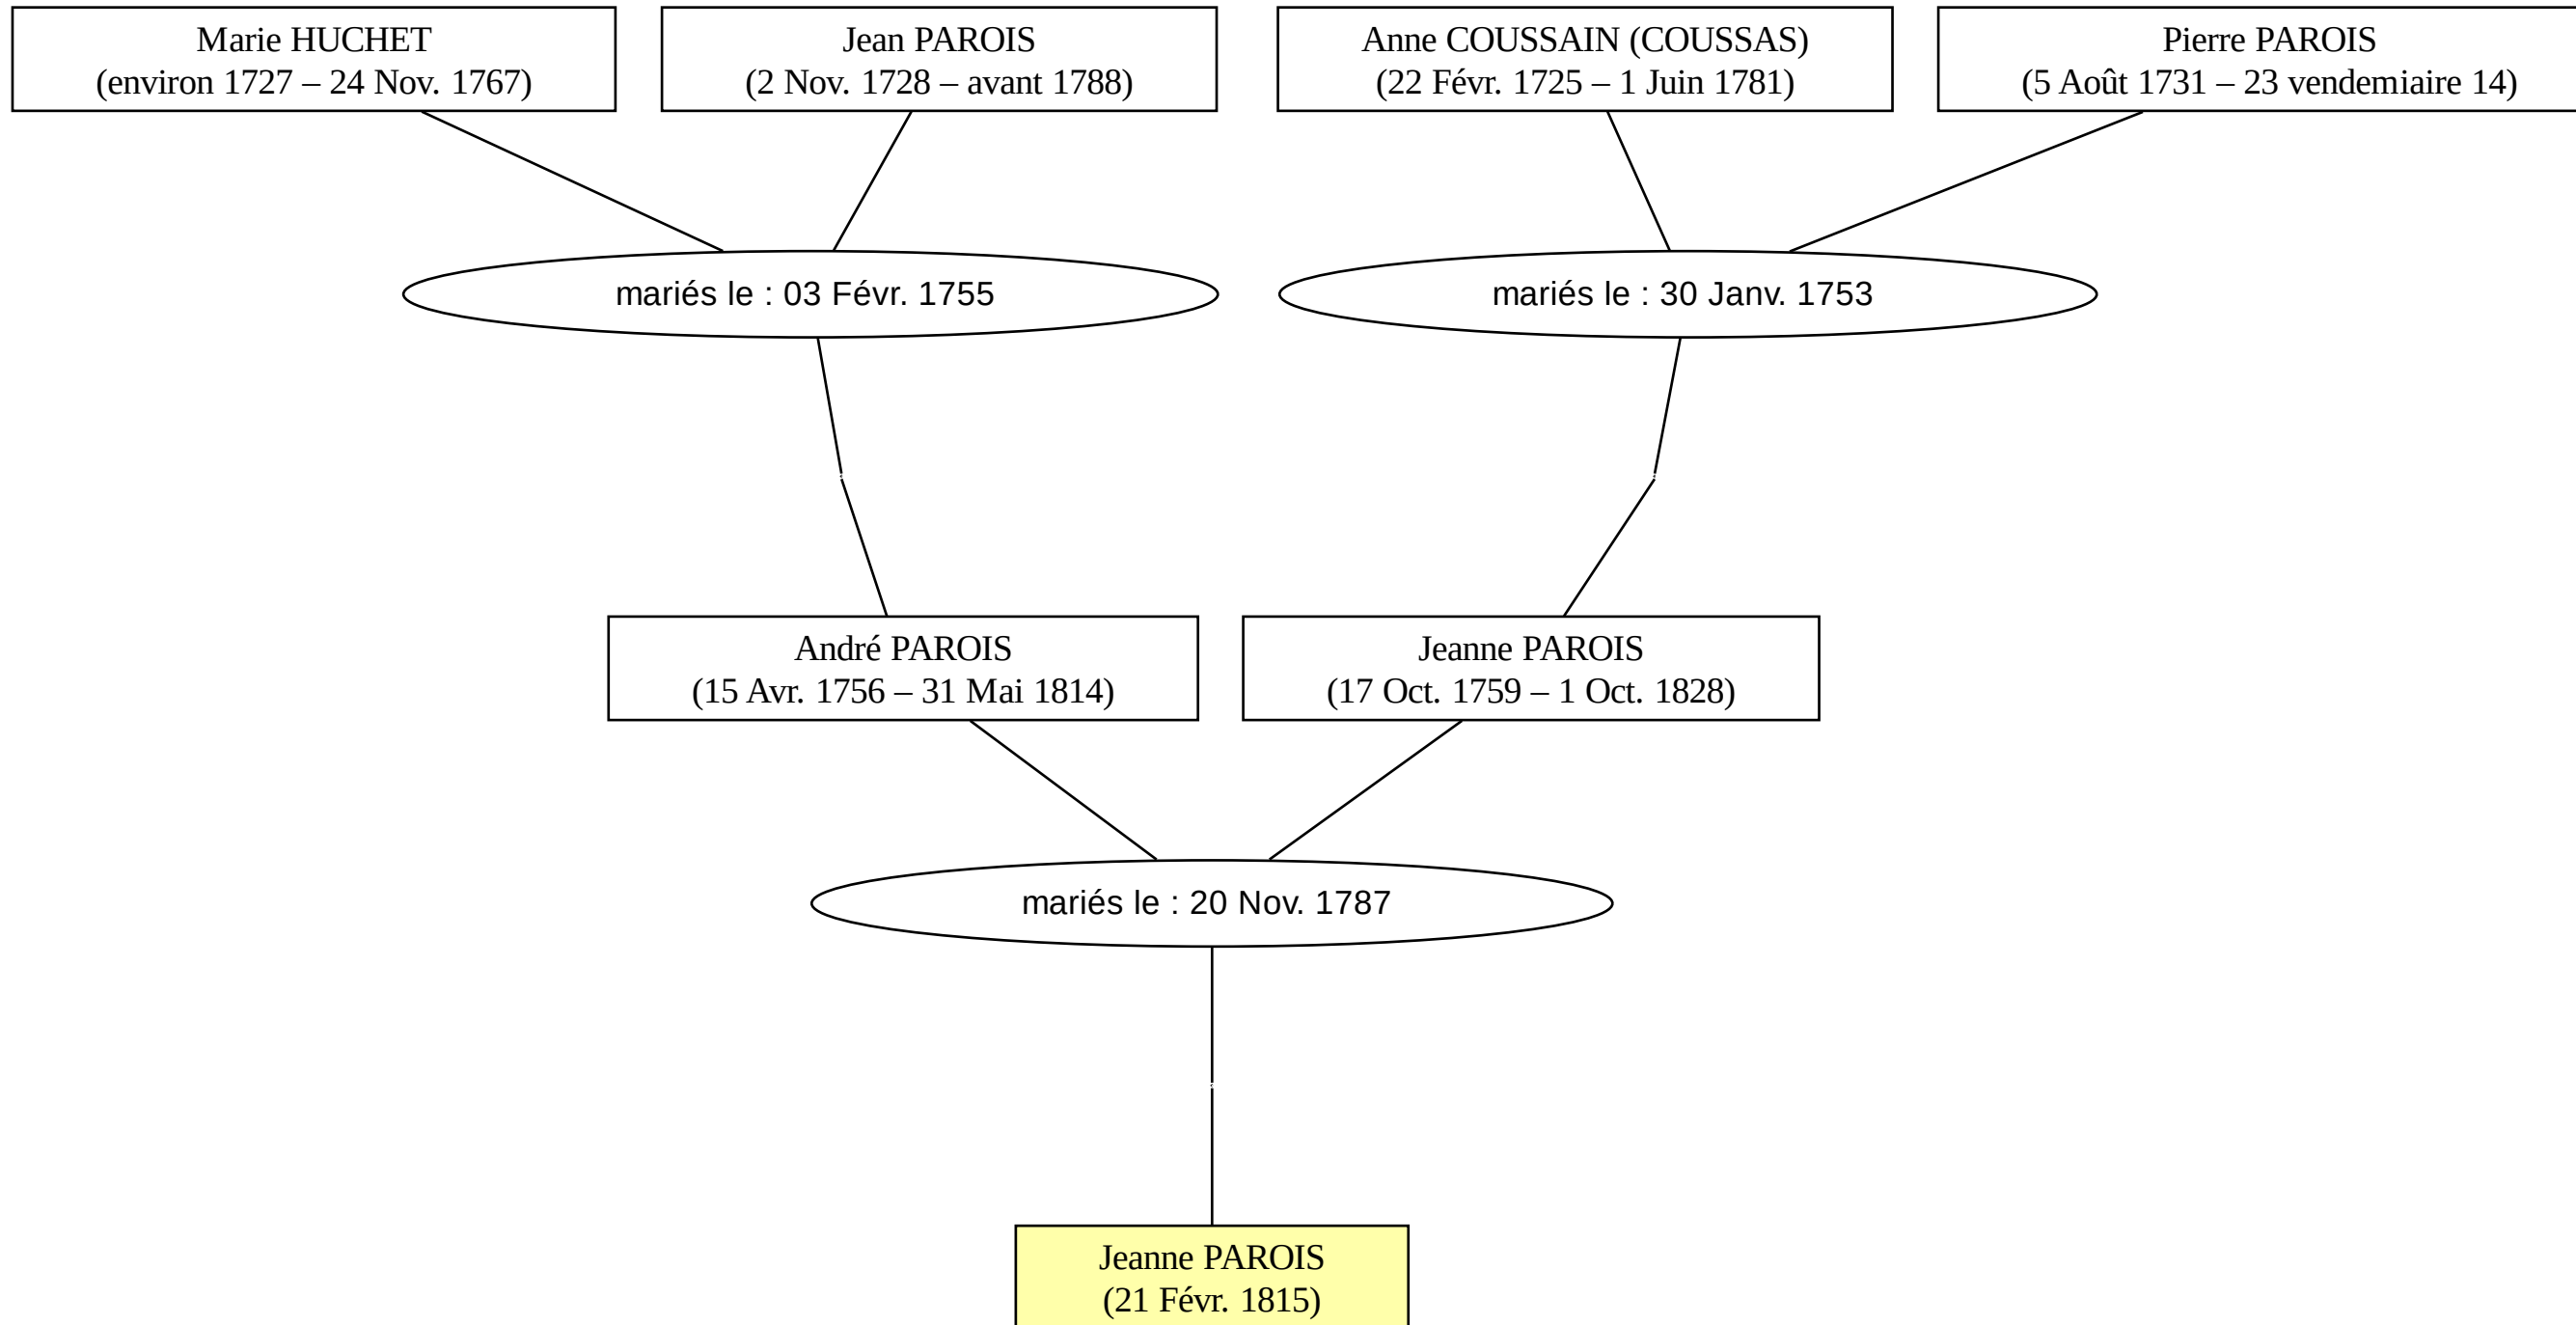 Marie HUCHET
(environ 1727 – 24 Nov. 1767)
Jean PAROIS
(2 Nov. 1728 – avant 1788)
Anne COUSSAIN (COUSSAS)
(22 Févr. 1725 – 1 Juin 1781)
Pierre PAROIS
(5 Août 1731 – 23 vendemiaire 14)
mariés le : 03 Févr. 1755
mariés le : 30 Janv. 1753
André PAROIS
(15 Avr. 1756 – 31 Mai 1814)
Jeanne PAROIS
(17 Oct. 1759 – 1 Oct. 1828)
mariés le : 20 Nov. 1787
Jeanne PAROIS
(21 Févr. 1815)